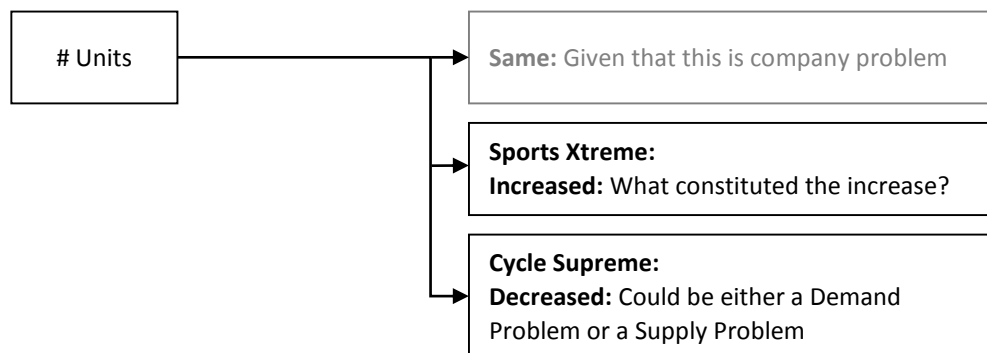 # Units
Same: Given that this is company problem
Sports Xtreme:
Increased: What constituted the increase?
Cycle Supreme:
Decreased: Could be either a Demand
Problem or a Supply Problem